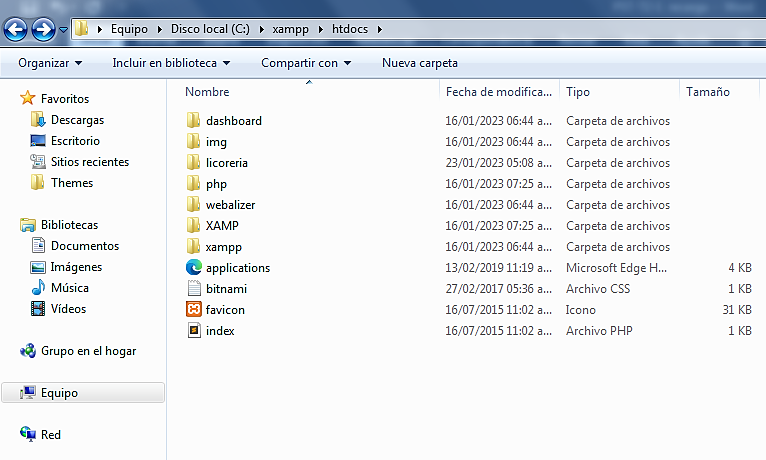 Equipo Disco local (C:) xampp htdocs
Organizar Incluir en biblioteca Compartir con Nueva carpeta
Favoritos
Descargas
Escritorio
Sitios recientes
Themes
Bibliotecas
Documentos
Imágenes
Música
Vídeos
Grupo en el hogar
Equipo
Red
Nombre Fecha de modifica... Tipo Tamaño
dashboard 16/01/2023 06:44 a... Carpeta de archivos
img 16/01/2023 06:44 a... Carpeta de archivos
licoreria 23/01/2023 05:08 a... Carpeta de archivos
php 16/01/2023 07:25 a... Carpeta de archivos
webalizer 16/01/2023 06:44 a... Carpeta de archivos
XAMP 16/01/2023 07:25 a... Carpeta de archivos
xampp 16/01/2023 06:44 a... Carpeta de archivos
applications 13/02/2019 11:19 a... Microsoft Edge H... 4 KB
bitnami 27/02/2017 05:36 a... Archivo CSS 1 KB
favicon 16/07/2015 11:02 a... Icono 31 KB
index 16/07/2015 11:02 a... Archivo PHP 1 KB